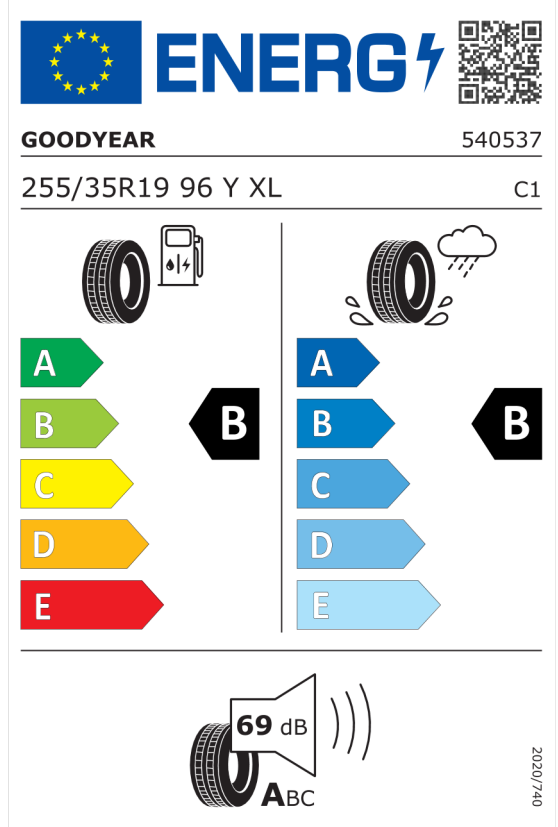 ENERG
GOODYEAR 540537
255/35R19 96 Y XL C1
A A
B B B B
C C
D D
E E
69 dB
ABC
2020/740